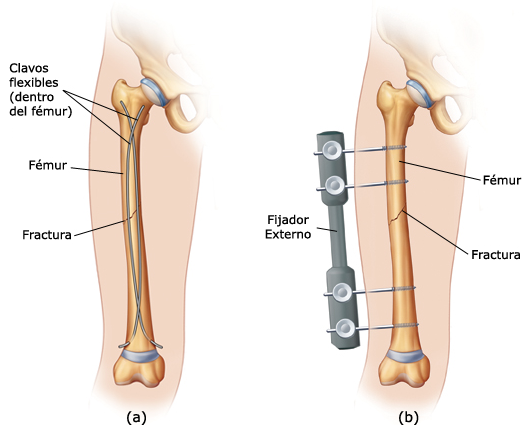 Clavos
flexibles
(dentro
del fémur)
Fémur
Fractura
(a)
Fémur
Fijador
Externo
Fractura
(b)